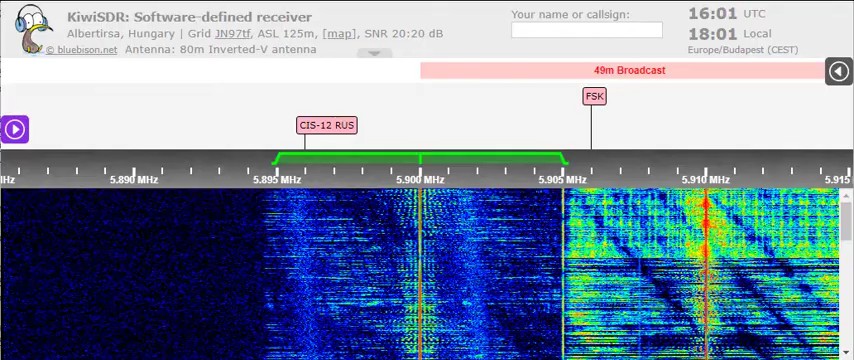 KiwiSDR: Software-defined receiver
Albertirsa, Hungary | Grid JN97tf, ASL 125m, [map], SNR 20:20 dB
© bluebison.net Antenna: 80m Inverted-V antenna
Your name or callsign:
16:01 UTC
18:01 Local
Europe/Budapest (CEST)
49m Broadcast
FSK
CIS-12 RUS
5.890 MHz
5.895 MHz
5.900 MHz
5.905 MHz
5.910 MHz
5.915